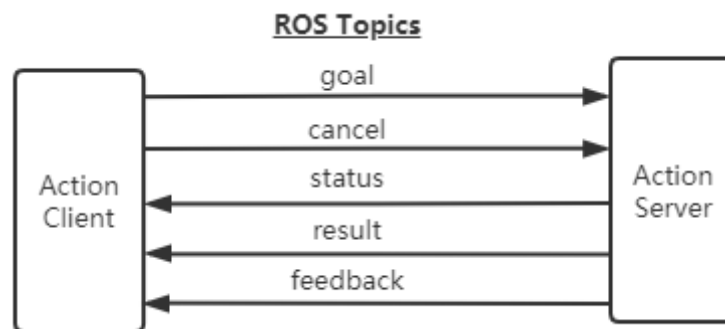 ROS Topics
goal
cancel
status
result
feedback
Action
Client
Action
Server